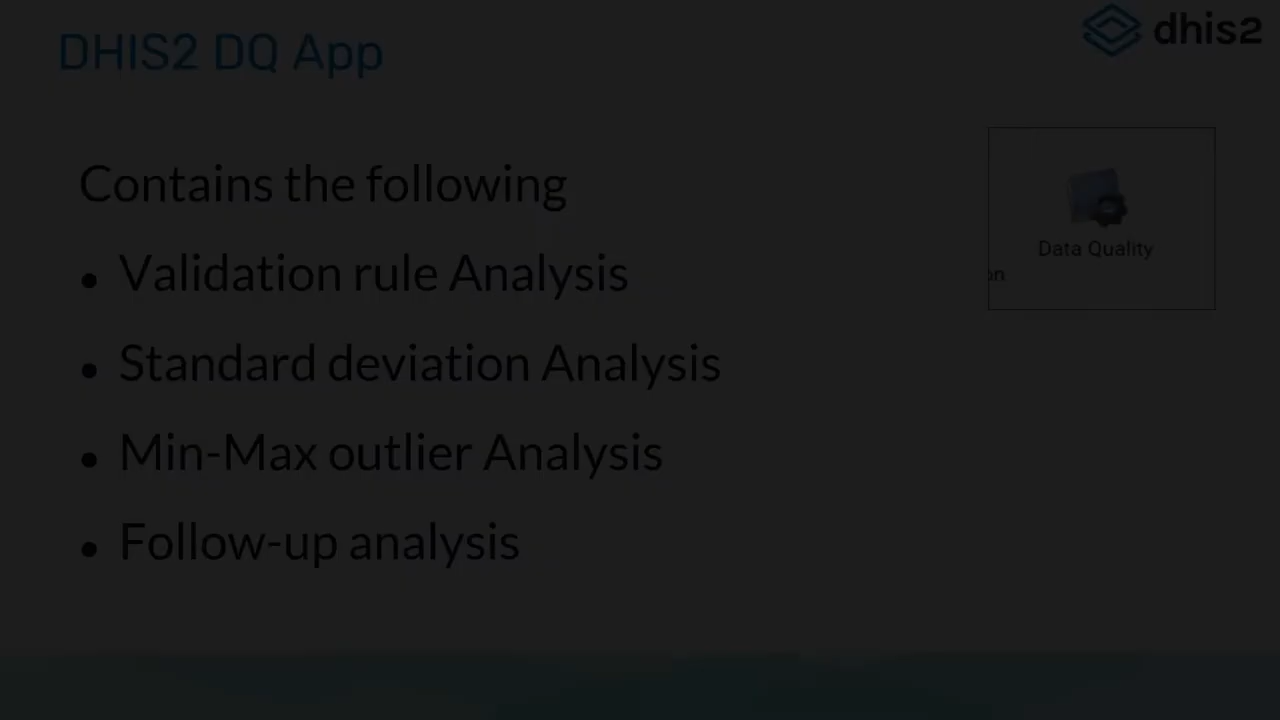 DHIS2 DQ App
dhis2
Contains the following
Data Quality
an
• Validation rule Analysis
• Standard deviation Analysis
• Min-Max outlier Analysis
• Follow-up analysis